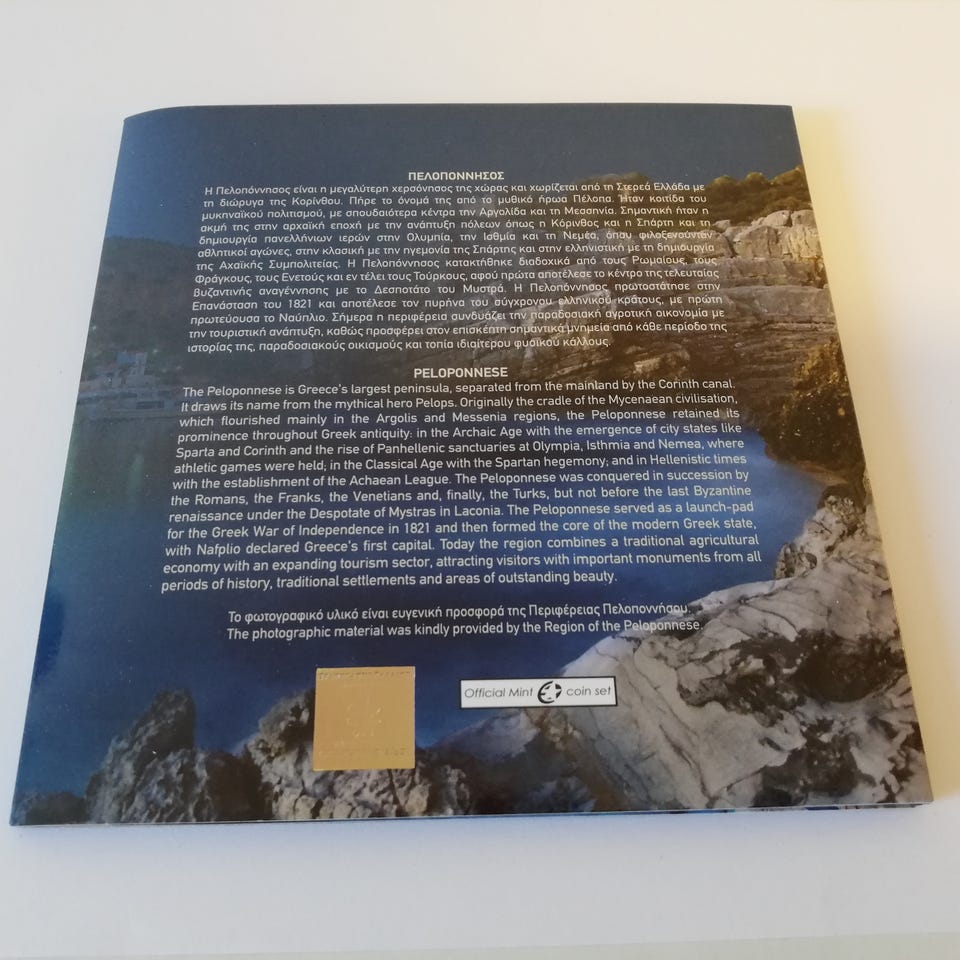 ΠΕΛΟΠΟΝΝΗΣΟΣ
Η Πελοπόννησος είναι η μεγαλύτερη χερσόνησος της χώρας και χωρίζεται από τη Στερεά Ελλάδα με
τη διώρυγα της Κορίνθου. Πήρε το όνομά της από το μυθικό ήρωα Πέλοπα. Ήταν κοιτίδα του
μυκηναϊκού πολιτισμού, με σπουδαιότερα κέντρα την Αργολίδα και τη Μεσσηνία. Σημαντική ήταν η
ακμή της στην αρχαϊκή εποχή με την ανάπτυξη πόλεων όπως η Κόρινθος και η Σπάρτη και τη
δημιουργία πανελλήνιων ιερών στην Ολυμπία, την Ισθμία και τη Νεμέα, όπου φιλοξενούνταν
αθλητικοί αγώνες, στην κλασική με την ηγεμονία της Σπάρτης και στην ελληνιστική με τη δημιουργία
της Αχαϊκής Συμπολιτείας. Η Πελοπόννησος κατακτήθηκε διαδοχικά από τους Ρωμαίους, τους
Φράγκους, τους Ενετούς και εν τέλει τους Τούρκους, αφού πρώτα αποτέλεσε το κέντρο της τελευταίας
βυζαντινής αναγέννησης με το Δεσποτάτο του Μυστρά. Η Πελοπόννησος πρωτοστάτησε στην
Επανάσταση του 1821 και αποτέλεσε τον πυρήνα του σύγχρονου ελληνικού κράτους, με πρώτη
πρωτεύουσα το Ναύπλιο. Σήμερα η περιφέρεια συνδυάζει την παραδοσιακή αγροτική οικονομία με
την τουριστική ανάπτυξη, καθώς προσφέρει στον επισκέπτη σημαντικά μνημεία από κάθε περίοδο της
ιστορίας της, παραδοσιακούς οικισμούς και τοπία ιδιαίτερου φυσικού κάλλους.
PELOPONNESE
The Peloponnese is Greece's largest peninsula, separated from the mainland by the Corinth canal.
It draws its name from the mythical hero Pelops. Originally the cradle of the Mycenaean civilisation,
which flourished mainly in the Argolis and Messenia regions, the Peloponnese retained its
prominence throughout Greek antiquity: in the Archaic Age with the emergence of city states like
Sparta and Corinth and the rise of Panhellenic sanctuaries at Olympia, Isthmia and Nemea, where
athletic games were held; in the Classical Age with the Spartan hegemony; and in Hellenistic times
with the establishment of the Achaean League. The Peloponnese was conquered in succession by
the Romans, the Franks, the Venetians and, finally, the Turks, but not before the last Byzantine
renaissance under the Despotate of Mystras in Laconia. The Peloponnese served as a launch-pad
for the Greek War of Independence in 1821 and then formed the core of the modern Greek state,
with Nafplio declared Greece's first capital. Today the region combines a traditional agricultural
economy with an expanding tourism sector, attracting visitors with important monuments from all
periods of history, traditional settlements and areas of outstanding beauty.
Το φωτογραφικό υλικό είναι ευγενική προσφορά της Περιφέρειας Πελοποννήσου.
The photographic material was kindly provided by the Region of the Peloponnese.
Official Mint coin set